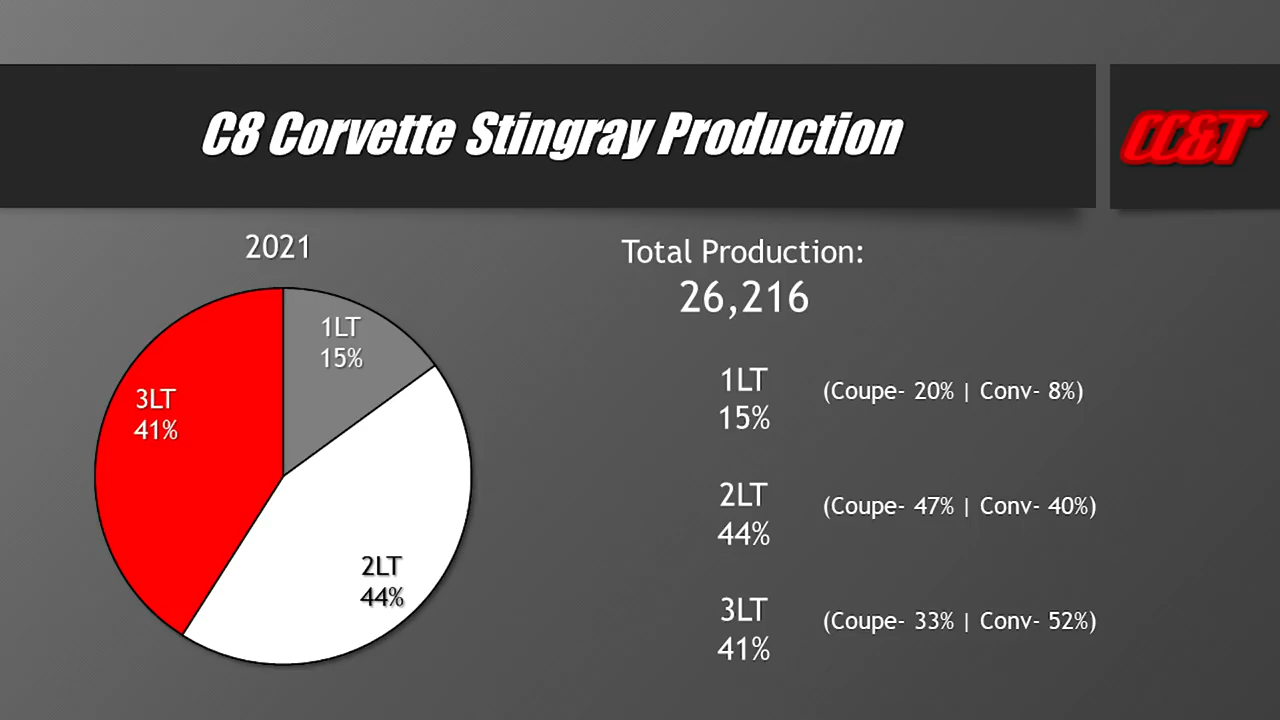 C8 Corvette Stingray Production
CC&T
2021
1LT
15%
3LT
41%
2LT
44%
Total Production:
26,216
1LT
15%
(Coupe- 20% | Conv- 8%)
2LT
44%
(Coupe- 47% | Conv- 40%)
3LT
41%
(Coupe- 33% | Conv- 52%)